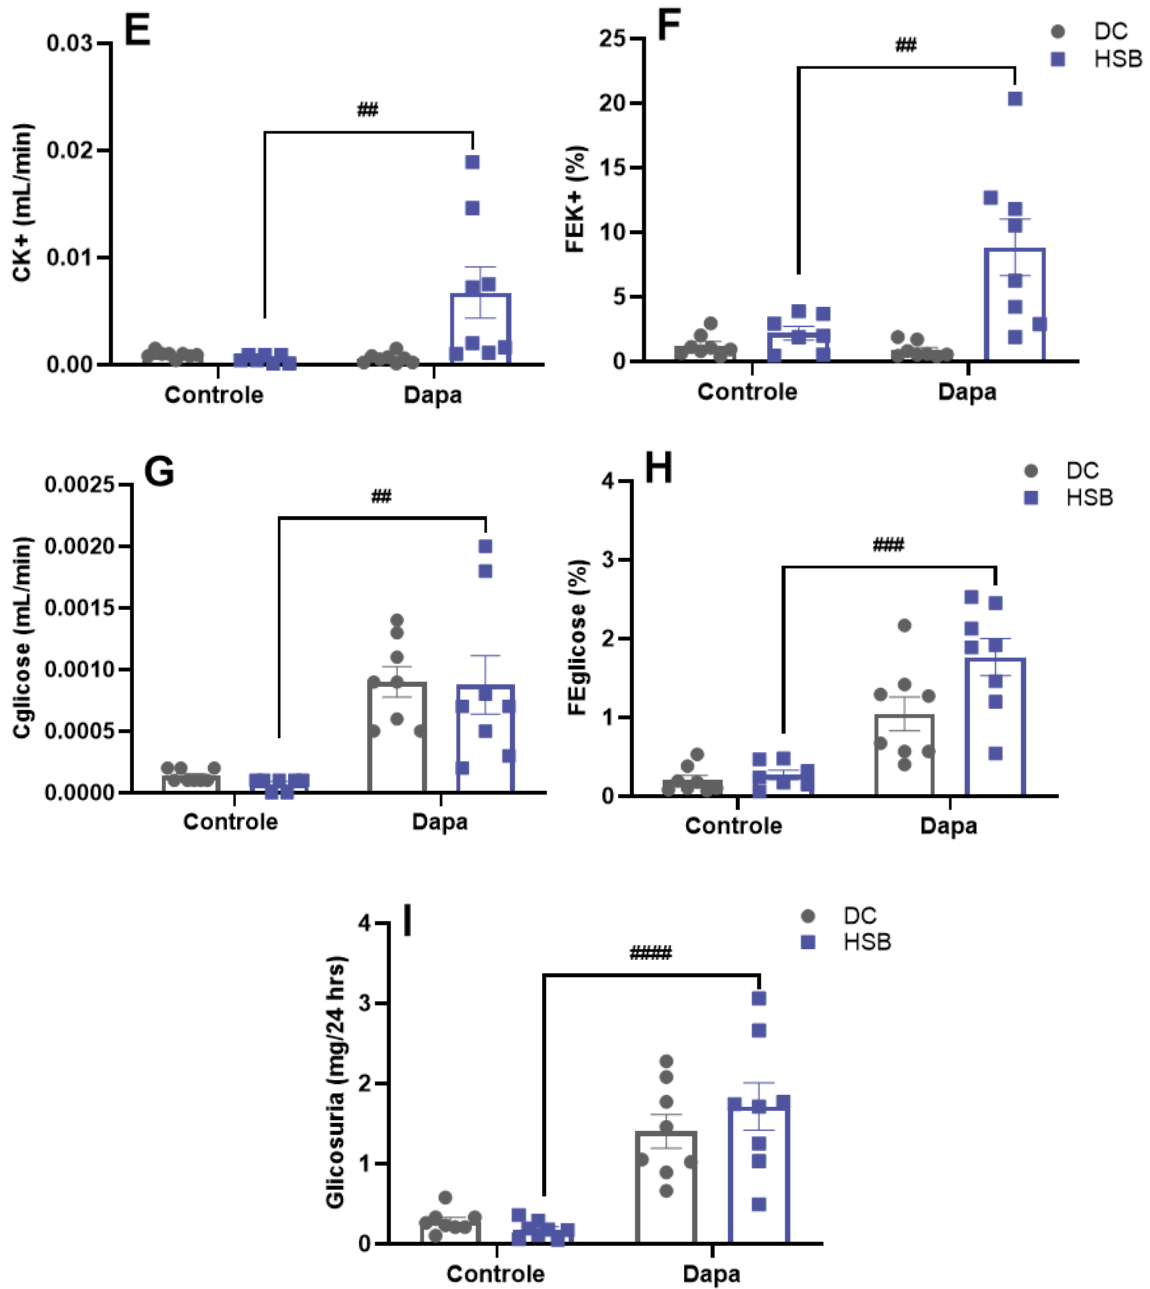 E
CK+ (mL/min)
0.03
0.02
0.01
0.00
##
Controle
Dapa
F
FEK+ (%)
25
20
15
10
5
0
##
Controle
Dapa
DC
HSB
G
Cglicose (mL/min)
0.0025
0.0020
0.0015
0.0010
0.0005
0.0000
##
Controle
Dapa
H
FEglicose (%)
4
3
2
1
0
###
Controle
Dapa
DC
HSB
I
Glicosuria (mg/24 hrs)
4
3
2
1
0
####
Controle
Dapa
DC
HSB